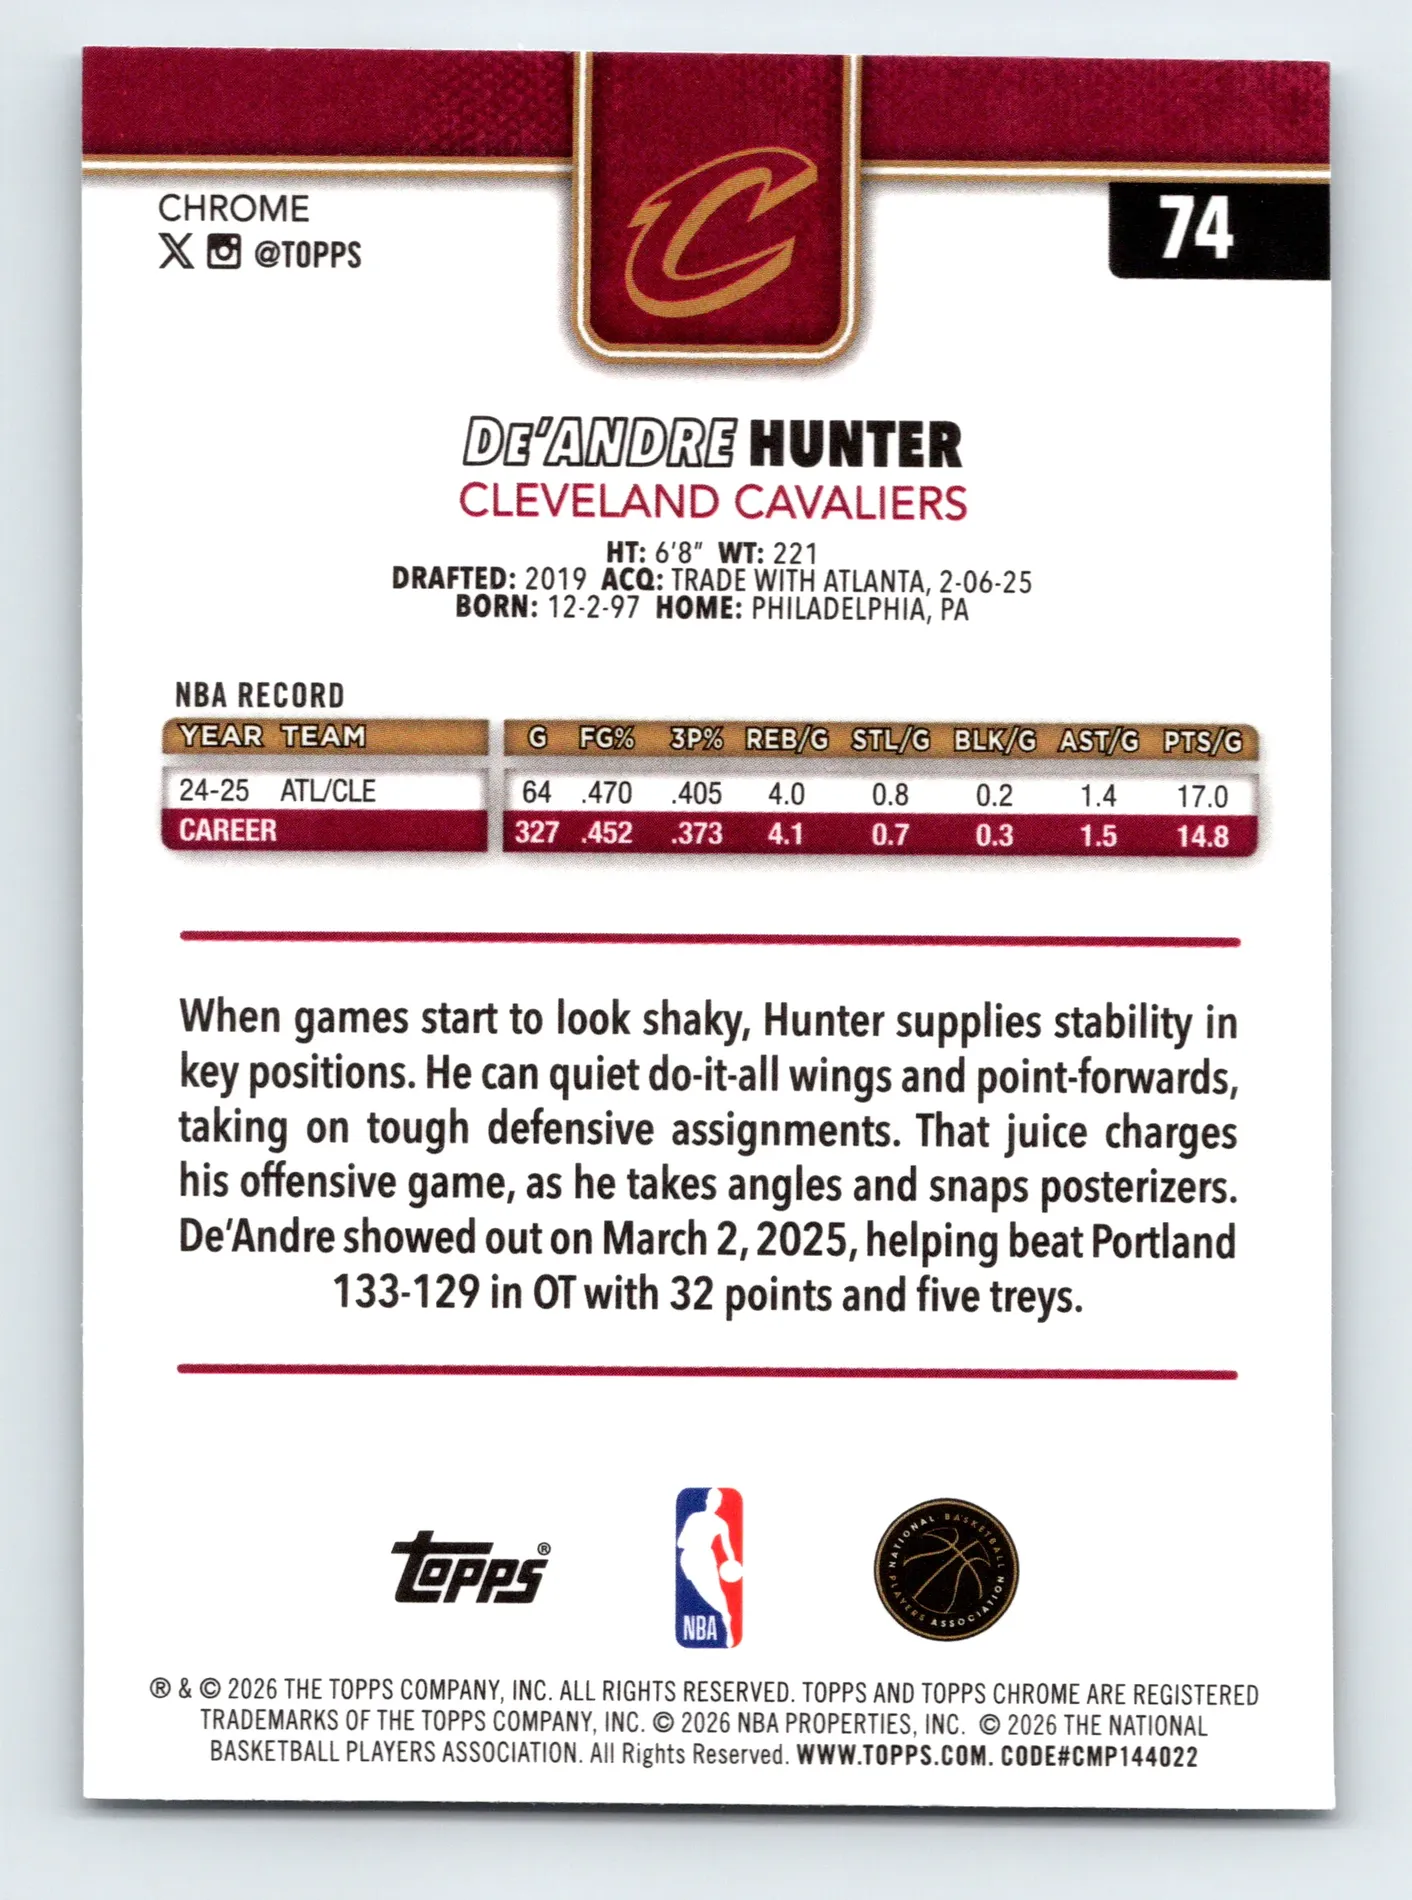 CHROME
@TOPPS
74
DE'ANDRE HUNTER
CLEVELAND CAVALIERS
HT: 6'8" WT: 221
DRAFTED: 2019 ACQ: TRADE WITH ATLANTA, 2-06-25
BORN: 12-2-97 HOME: PHILADELPHIA, PA
NBA RECORD
YEAR TEAM G FG% 3P% REB/G STL/G BLK/G AST/G PTS/G
24-25 ATL/CLE 64 .470 .405 4.0 0.8 0.2 1.4 17.0
CAREER 327 .452 .373 4.1 0.7 0.3 1.5 14.8
When games start to look shaky, Hunter supplies stability in
key positions. He can quiet do-it-all wings and point-forwards,
taking on tough defensive assignments. That juice charges
his offensive game, as he takes angles and snaps posterizers.
De'Andre showed out on March 2, 2025, helping beat Portland
133-129 in OT with 32 points and five treys.
TOPPS®
NBA
NATIONAL BASKETBALL PLAYERS ASSOCIATION
® & © 2026 THE TOPPS COMPANY, INC. ALL RIGHTS RESERVED. TOPPS AND TOPPS CHROME ARE REGISTERED
TRADEMARKS OF THE TOPPS COMPANY, INC. © 2026 NBA PROPERTIES, INC. © 2026 THE NATIONAL
BASKETBALL PLAYERS ASSOCIATION. All Rights Reserved. WWW.TOPPS.COM. CODE#CMP144022